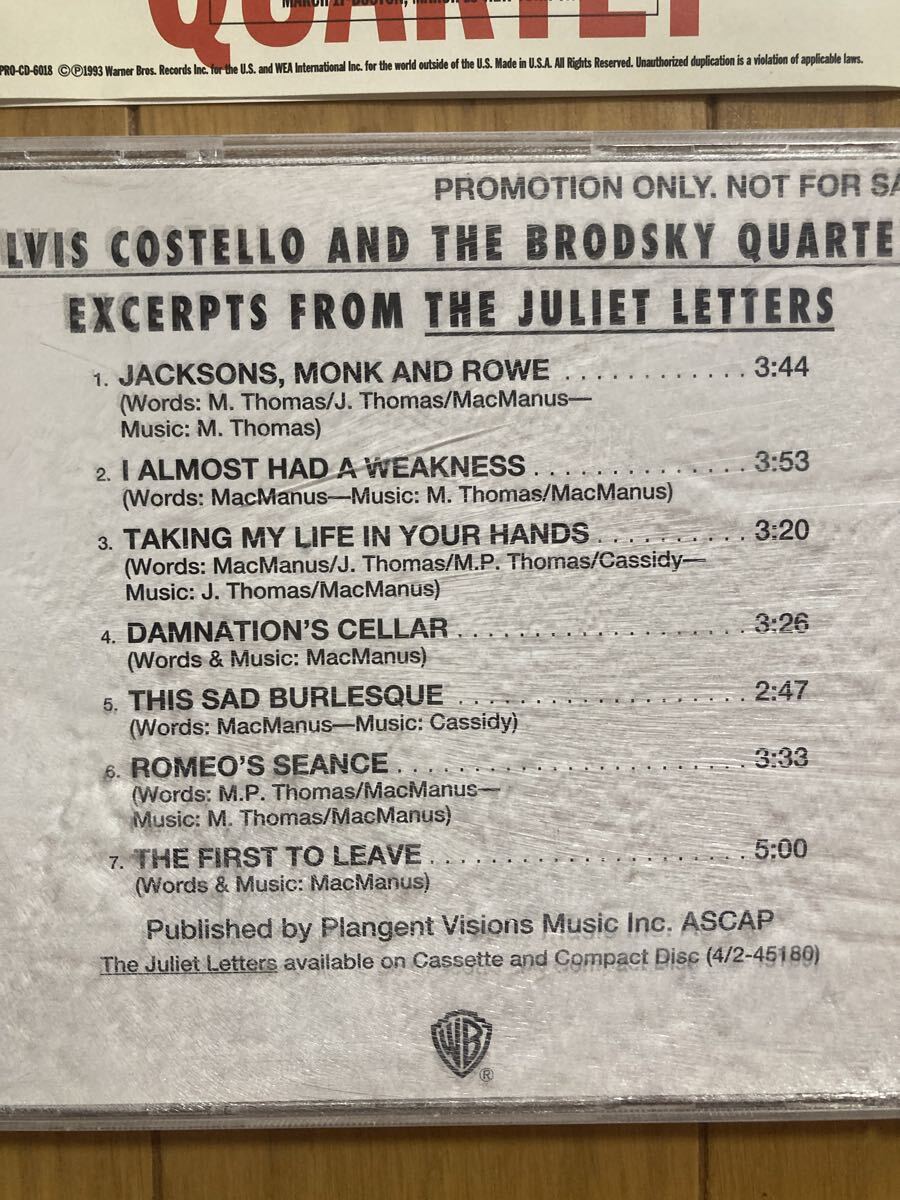 QUARTET
PRO-CD-6018 ©Ⓟ1993 Warner Bros. Records Inc. for the U.S. and WEA International Inc. for the world outside of the U.S. Made in U.S.A. All Rights Reserved. Unauthorized duplication is a violation of applicable laws.
PROMOTION ONLY. NOT FOR SA
LVIS COSTELLO AND THE BRODSKY QUARTE
EXCERPTS FROM THE JULIET LETTERS
1. JACKSONS, MONK AND ROWE ............ 3:44
(Words: M. Thomas/J. Thomas/MacManus—
Music: M. Thomas)
2. I ALMOST HAD A WEAKNESS............... 3:53
(Words: MacManus—Music: M. Thomas/MacManus)
3. TAKING MY LIFE IN YOUR HANDS.......... 3:20
(Words: MacManus/J. Thomas/M.P. Thomas/Cassidy—
Music: J. Thomas/MacManus)
4. DAMNATION'S CELLAR.................... 3:26
(Words & Music: MacManus)
5. THIS SAD BURLESQUE.................... 2:47
(Words: MacManus—Music: Cassidy)
6. ROMEO'S SEANCE........................ 3:33
(Words: M.P. Thomas/MacManus—
Music: M. Thomas/MacManus)
7. THE FIRST TO LEAVE...................... 5:00
(Words & Music: MacManus)
Published by Plangent Visions Music Inc. ASCAP
The Juliet Letters available on Cassette and Compact Disc (4/2-45180)
WB
®